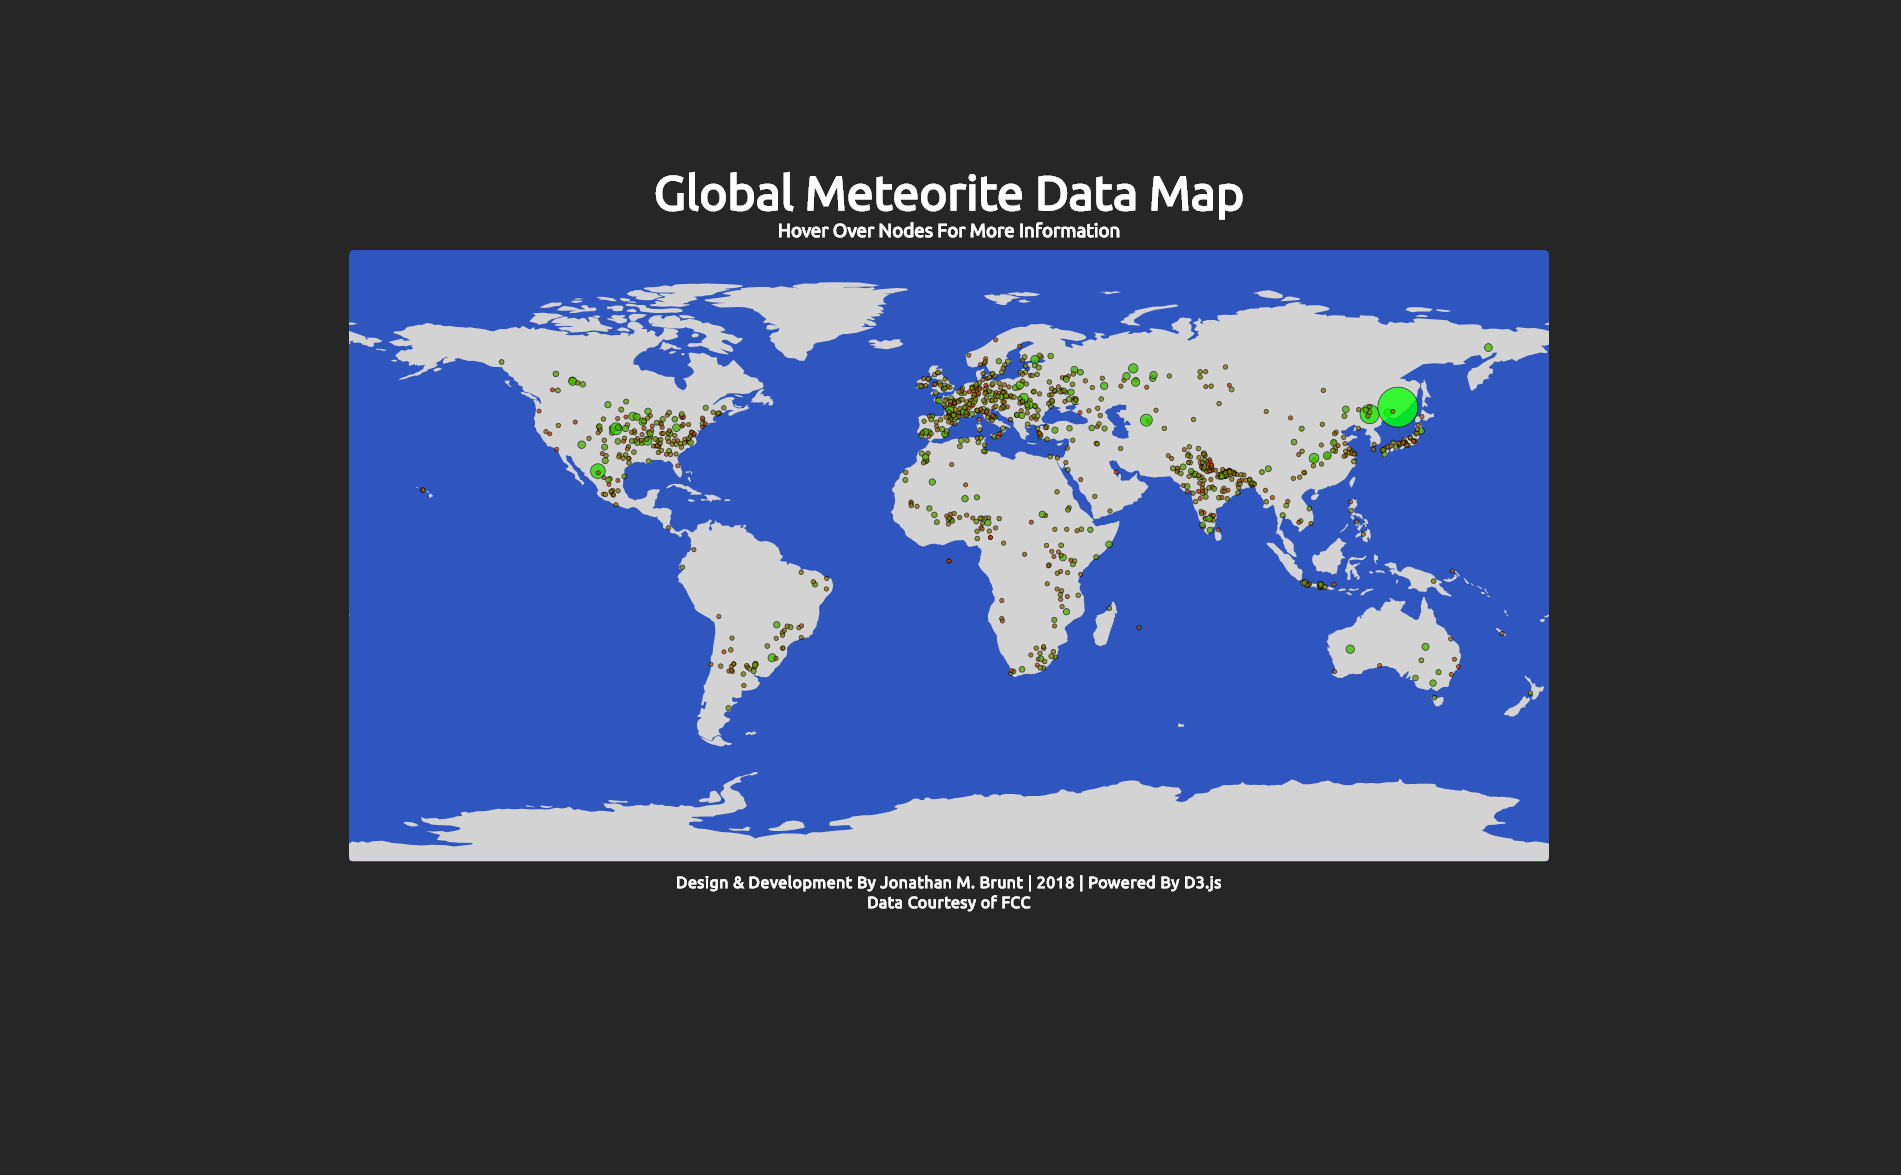 Global Meteorite Data Map
Hover Over Nodes For More Information
Design & Development By Jonathan M. Brunt | 2018 | Powered By D3.js
Data Courtesy of FCC